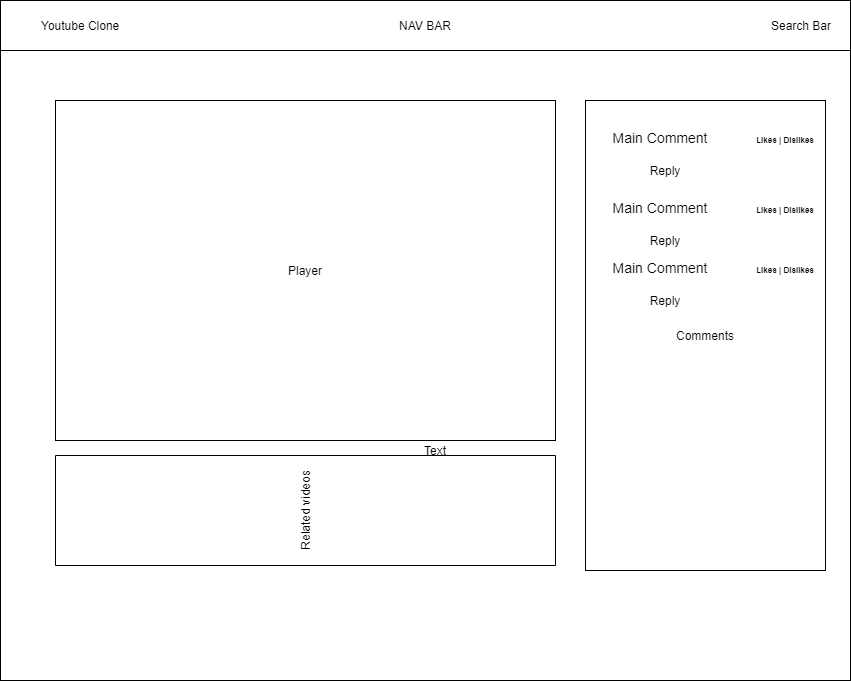 Youtube Clone
NAV BAR
Search Bar
Player
Text
Related videos
Main Comment
Likes | Dislikes
Reply
Main Comment
Likes | Dislikes
Reply
Main Comment
Likes | Dislikes
Reply
Comments